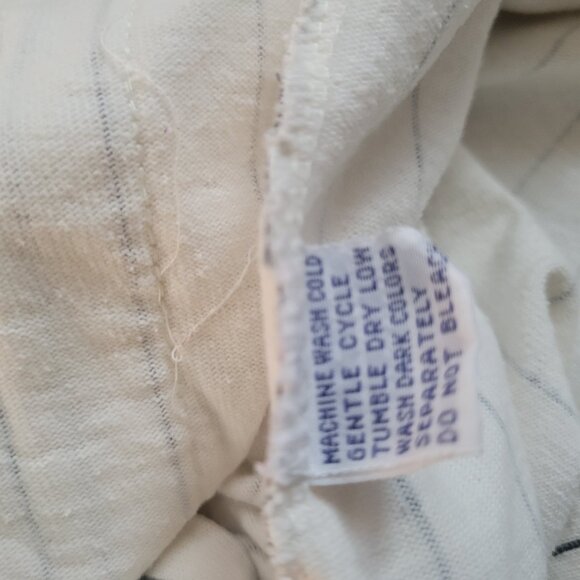 MACHINE WASH COLD
GENTLE CYCLE
TUMBLE DRY LOW
WASH DARK COLORS
SEPARATELY
DO NOT BLEACH